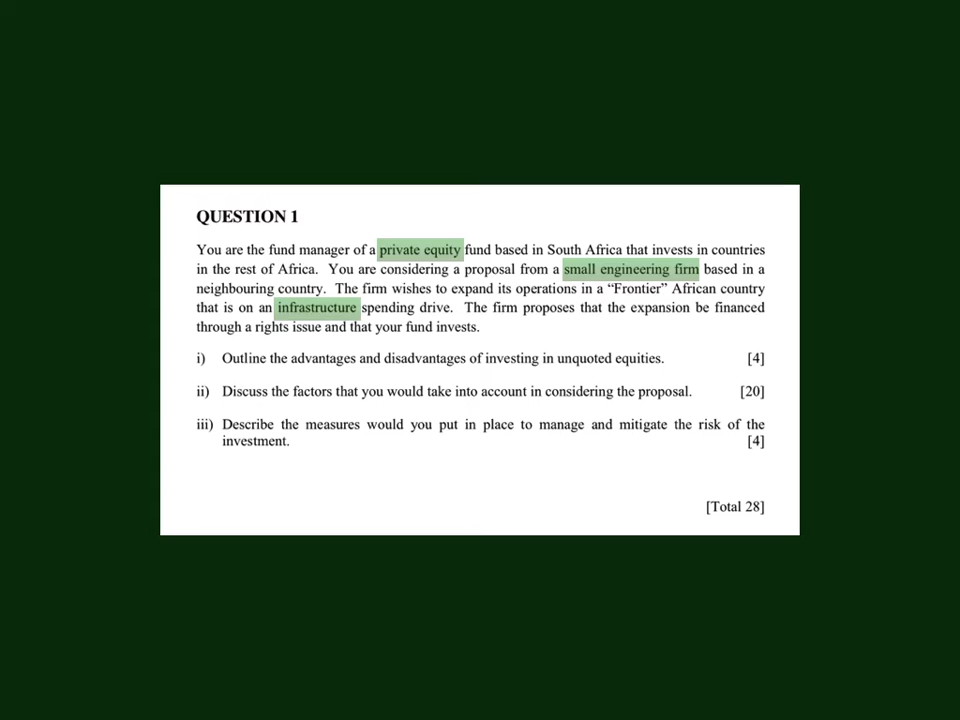 QUESTION 1
You are the fund manager of a private equity fund based in South Africa that invests in countries
in the rest of Africa. You are considering a proposal from a small engineering firm based in a
neighbouring country. The firm wishes to expand its operations in a “Frontier” African country
that is on an infrastructure spending drive. The firm proposes that the expansion be financed
through a rights issue and that your fund invests.
i) Outline the advantages and disadvantages of investing in unquoted equities. [4]
ii) Discuss the factors that you would take into account in considering the proposal. [20]
iii) Describe the measures would you put in place to manage and mitigate the risk of the
investment. [4]
[Total 28]